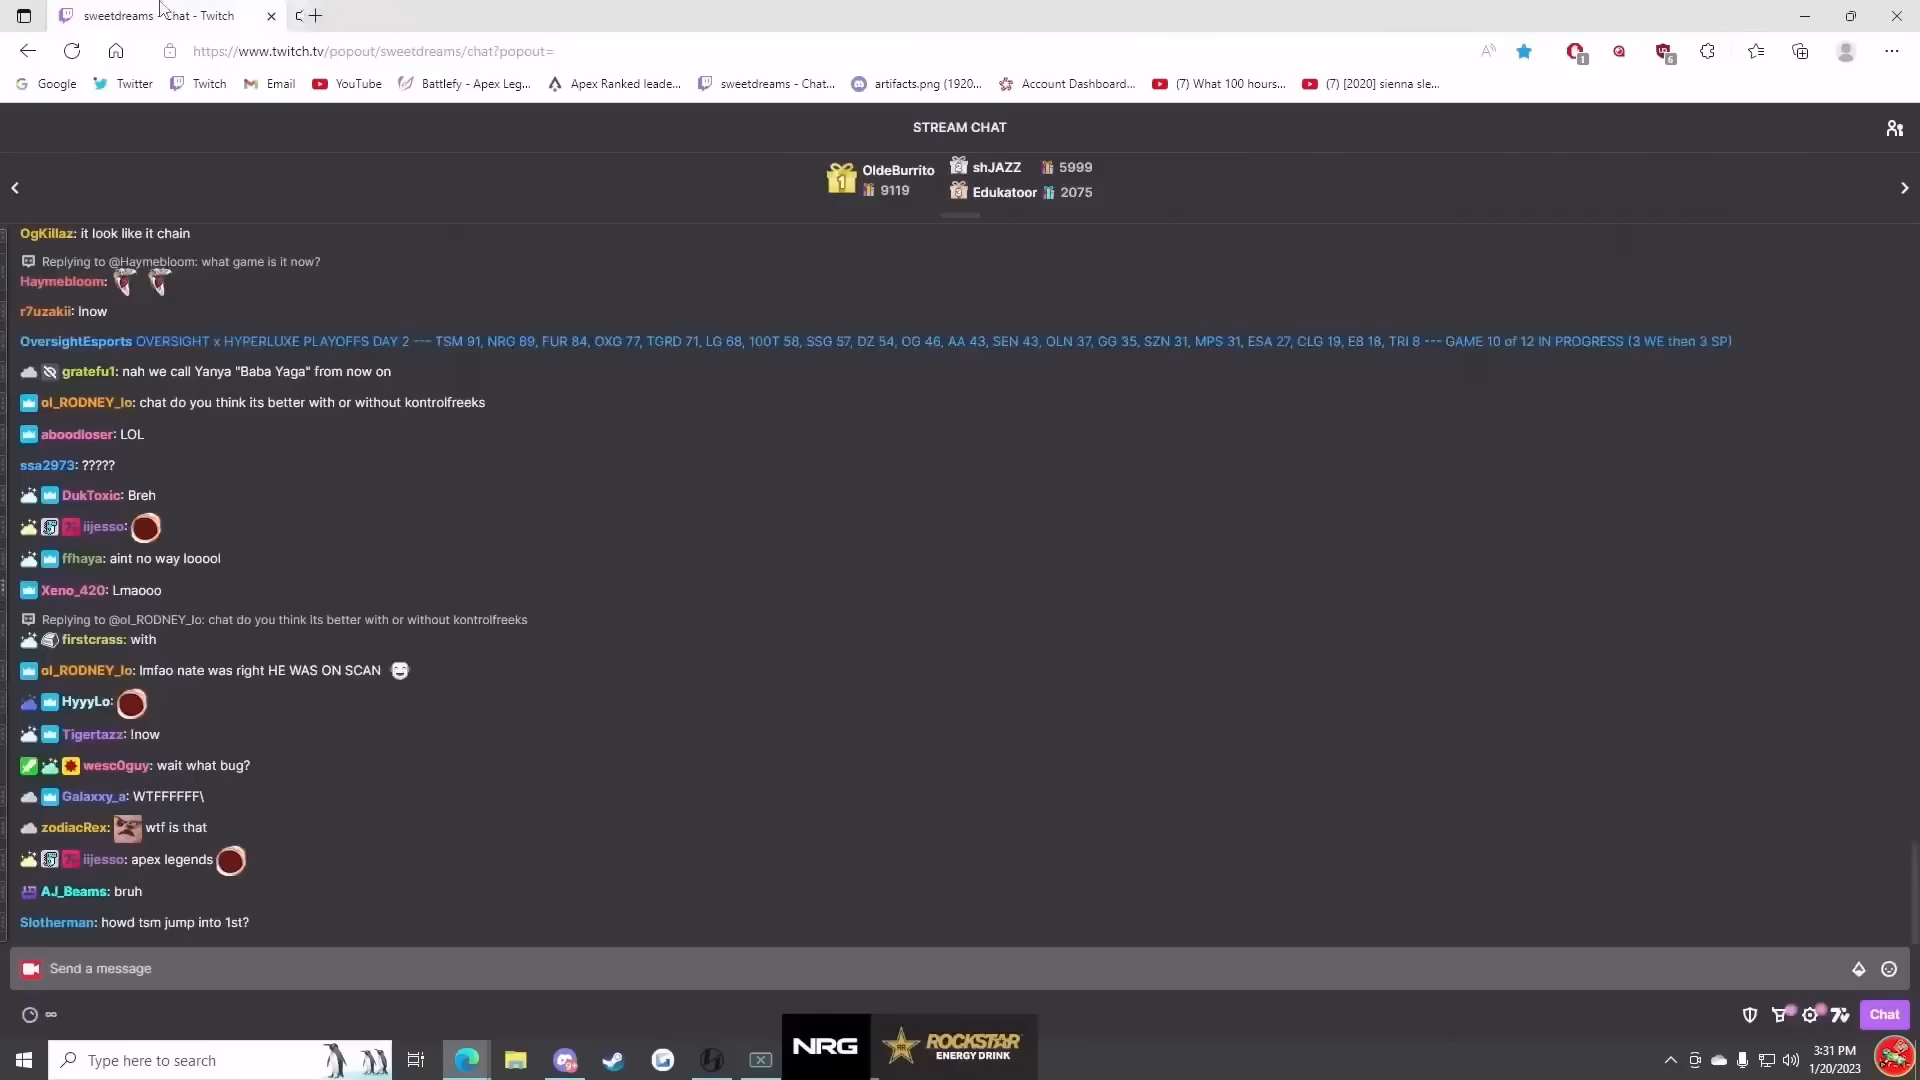 sweetdreams - Chat - Twitch
https://www.twitch.tv/popout/sweetdreams/chat?popout=
Google Twitter Twitch Email YouTube Battlefy - Apex Leg... Apex Ranked leade... sweetdreams - Chat... artifacts.png (1920... Account Dashboard... (7) What 100 hours... (7) [2020] sienna sle...
STREAM CHAT
1 OldeBurrito 9119
2 shJAZZ 5999
3 Edukatoor 2075
OgKillaz: it look like it chain
Replying to @Haymebloom: what game is it now?
Haymebloom:
r7uzakii: !now
OversightEsports OVERSIGHT x HYPERLUXE PLAYOFFS DAY 2 --- TSM 91, NRG 89, FUR 84, OXG 77, TGRD 71, LG 68, 100T 58, SSG 57, DZ 54, OG 46, AA 43, SEN 43, OLN 37, GG 35, SZN 31, MPS 31, ESA 27, CLG 19, E8 18, TRI 8 --- GAME 10 of 12 IN PROGRESS (3 WE then 3 SP)
gratefu1: nah we call Yanya "Baba Yaga" from now on
ol_RODNEY_lo: chat do you think its better with or without kontrolfreeks
aboodloser: LOL
ssa2973: ?????
DukToxic: Breh
iijesso:
ffhaya: aint no way looool
Xeno_420: Lmaooo
Replying to @ol_RODNEY_lo: chat do you think its better with or without kontrolfreeks
firstcrass: with
ol_RODNEY_lo: lmfao nate was right HE WAS ON SCAN
HyyyLo:
Tigertazz: !now
wesc0guy: wait what bug?
Galaxxy_a: WTFFFFFF\
zodiacRex: wtf is that
iijesso: apex legends
AJ_Beams: bruh
Slotherman: howd tsm jump into 1st?
Send a message
Chat
Type here to search
NRG ROCKSTAR
ENERGY DRINK
3:31 PM
1/20/2023